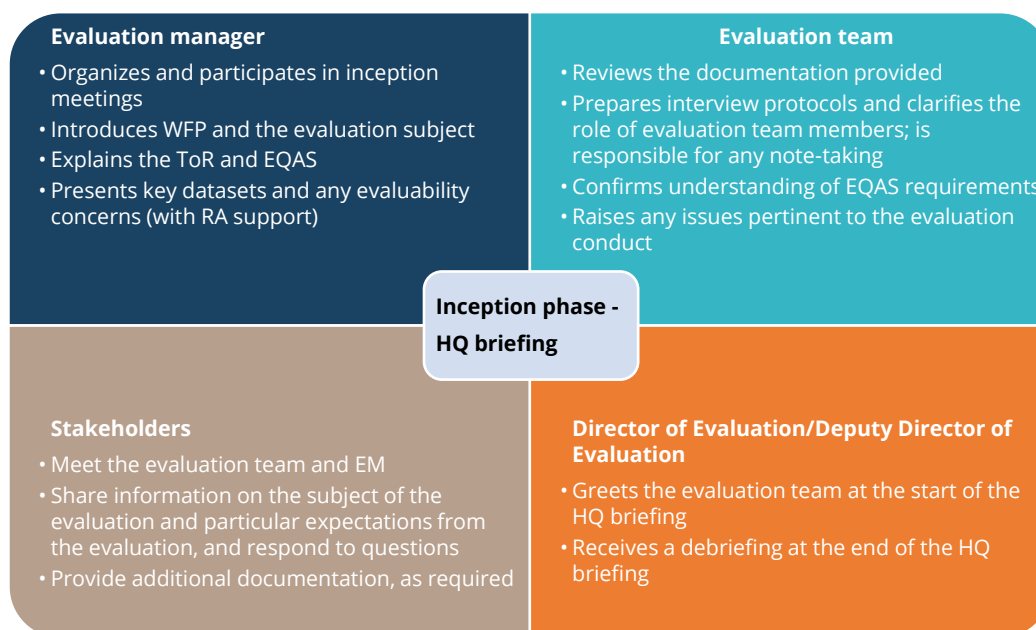 Evaluation manager
• Organizes and participates in inception
meetings
• Introduces WFP and the evaluation subject
• Explains the ToR and EQAS
• Presents key datasets and any evaluability
concerns (with RA support)
Evaluation team
• Reviews the documentation provided
• Prepares interview protocols and clarifies the
role of evaluation team members; is
responsible for any note-taking
• Confirms understanding of EQAS requirements
• Raises any issues pertinent to the evaluation
conduct
Inception phase -
HQ briefing
Stakeholders
• Meet the evaluation team and EM
• Share information on the subject of the
evaluation and particular expectations from
the evaluation, and respond to questions
• Provide additional documentation, as required
Director of Evaluation/Deputy Director of
Evaluation
• Greets the evaluation team at the start of the
HQ briefing
• Receives a debriefing at the end of the HQ
briefing